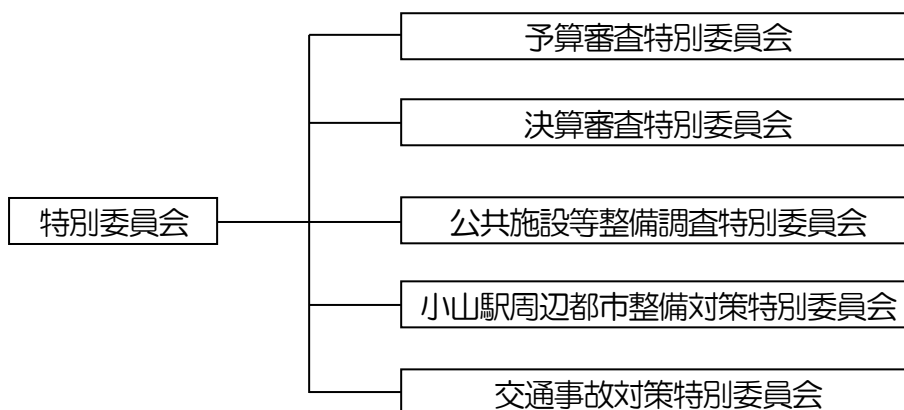 予算審査特別委員会
決算審査特別委員会
特別委員会
公共施設等整備調査特別委員会
小山駅周辺都市整備対策特別委員会
交通事故対策特別委員会